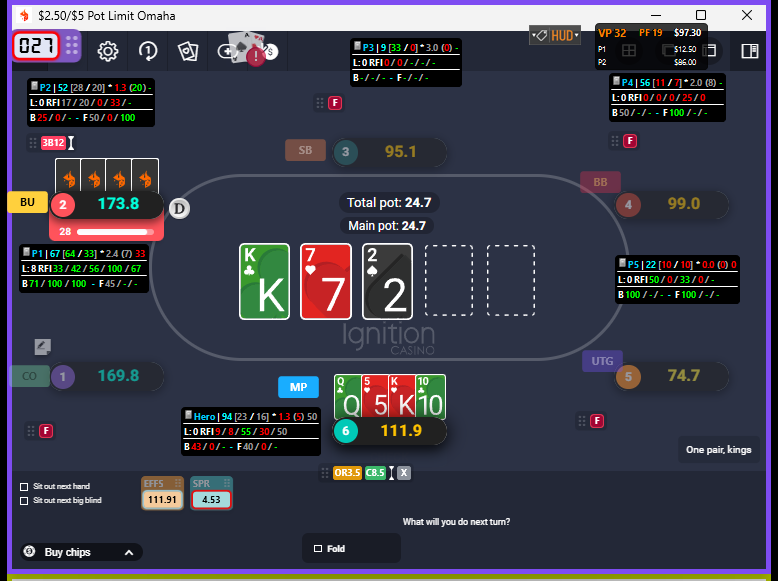 $2.50/$5 Pot Limit Omaha
027
HUD
VP 32 PF 19 $97.30
P1 $12.50
P2 $86.00
P3 | 9 [33 / 0] * 3.0 (0) -
L: 0 RFI 0 / 0 / - / - / -
B - / - / - - F - / - / -
F
P2 | 52 [28 / 20] * 1.3 (20) -
L: 0 RFI 17 / 20 / 0 / 33 / -
B 25 / 0 / - - F 50 / 0 / 100
3B12
P4 | 56 [11 / 7] * 2.0 (8) -
L: 0 RFI 0 / 0 / 0 / 25 / 0
B 50 / - / - - F 100 / - / -
F
SB 3 95.1
BB 4 99.0
BU 2 173.8
D
28
Total pot: 24.7
Main pot: 24.7
P1 | 67 [64 / 33] * 2.4 (7) 33
L: 8 RFI 33 / 42 / 56 / 100 / 67
B 71 / 100 / 100 - F 45 / - / -
K K
7 7
2 2
P5 | 22 [10 / 10] * 0.0 (0) 0
L: 0 RFI 50 / 0 / 33 / 0 / -
B 100 / - / - - F 100 / - / -
Ignition
CASINO
CO 1 169.8
UTG 5 74.7
MP
Q Q
5 5
K K
10 10
6 111.9
Hero | 94 [23 / 16] * 1.3 (5) 50
L: 0 RFI 9 / 8 / 55 / 30 / 50
B 43 / 0 / - - F 40 / 0 / -
F
F
One pair, kings
OR3.5 C8.5 X
Sit out next hand
Sit out next big blind
EFFS
111.91
SPR
4.53
What will you do next turn?
Buy chips
Fold